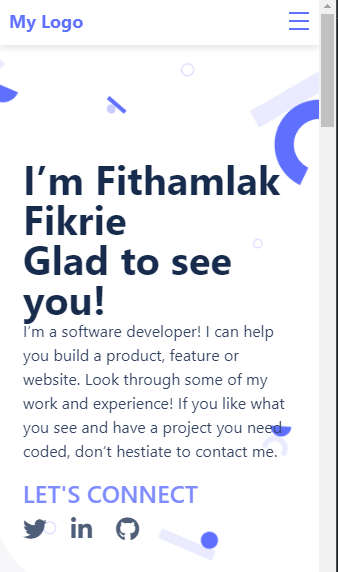 My Logo
I’m Fithamlak
Fikrie
Glad to see
you!
I’m a software developer! I can help
you build a product, feature or
website. Look through some of my
work and experience! If you like what
you see and have a project you need
coded, don’t hestiate to contact me.
LET'S CONNECT